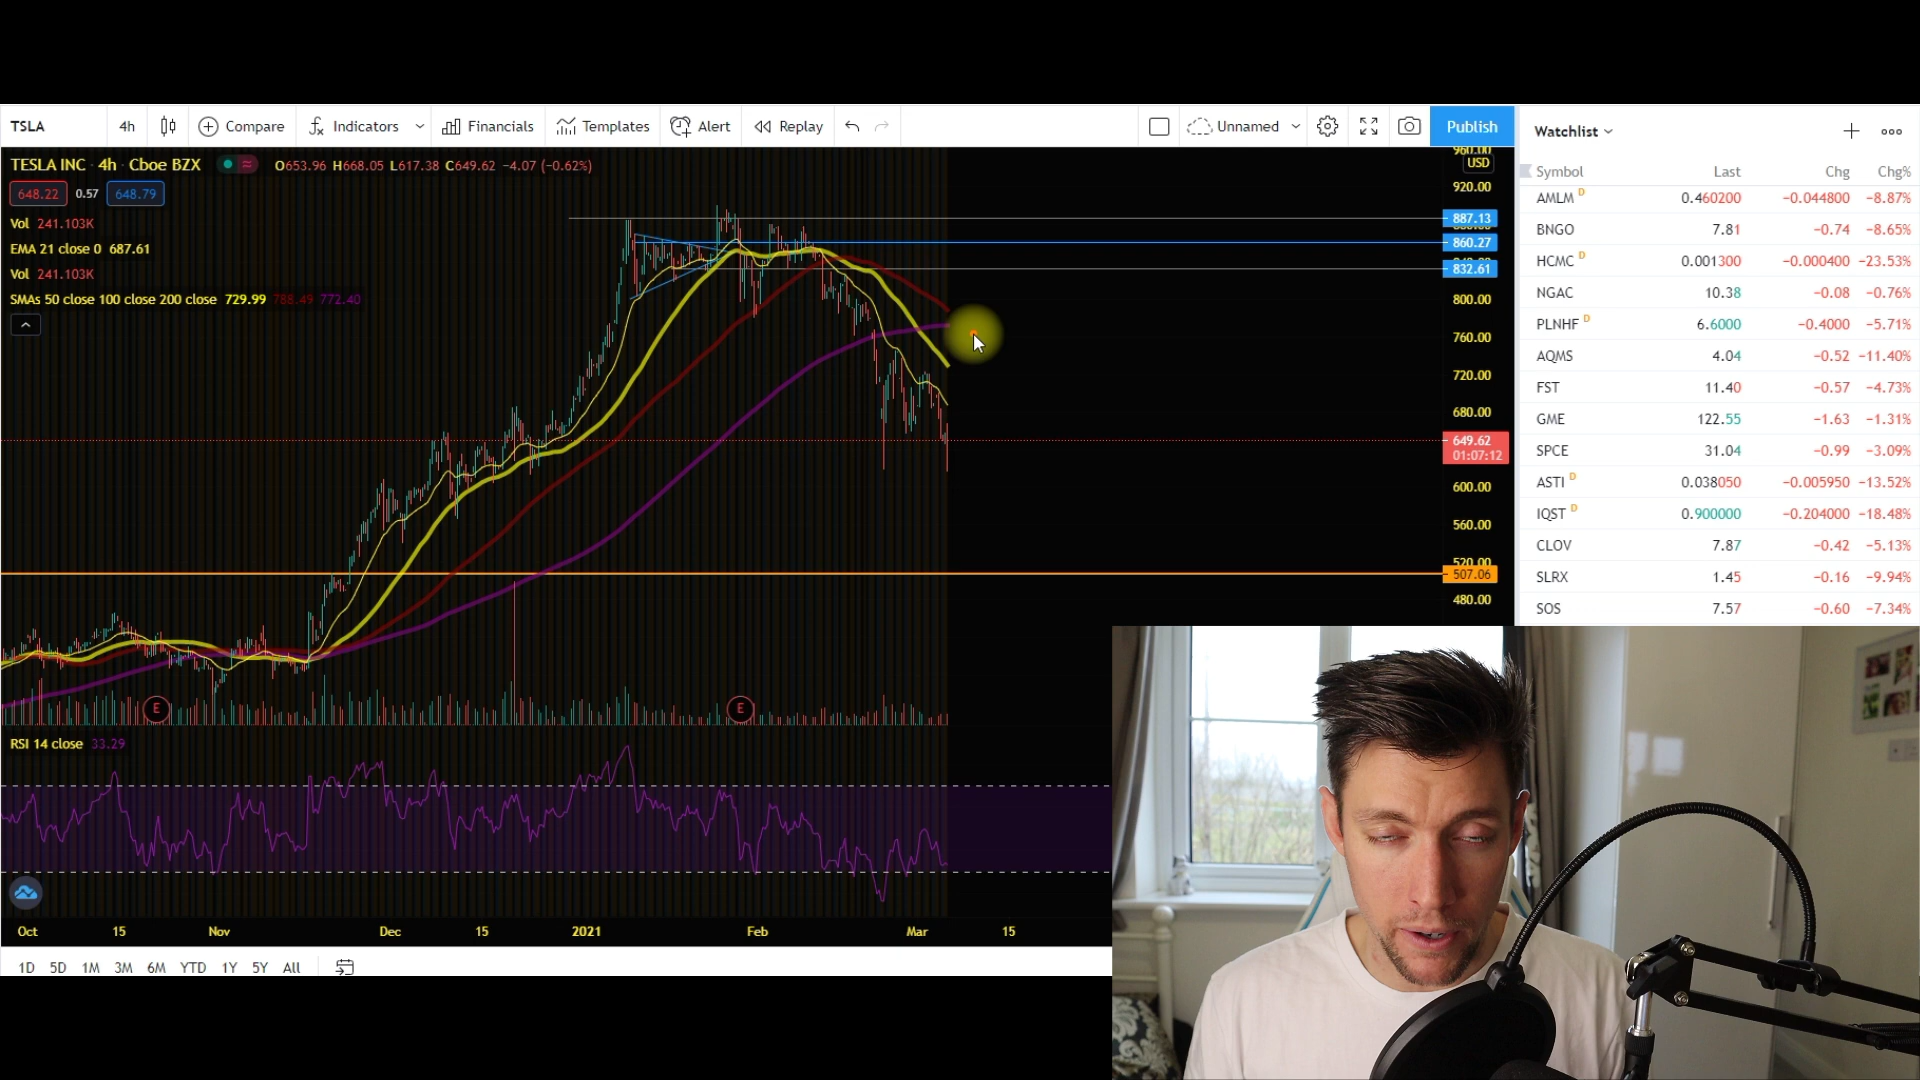 TSLA 4h Compare Indicators Financials Templates Alert Replay Unnamed Publish
Watchlist
TESLA INC · 4h · Cboe BZX O653.96 H668.05 L617.38 C649.62 −4.07 (−0.62%)
648.22 0.57 648.79
Vol 241.103K
EMA 21 close 0 687.61
Vol 241.103K
SMAs 50 close 100 close 200 close 729.99 788.49 772.40
960.00
USD
920.00
887.13
860.27
832.61
800.00
760.00
720.00
680.00
649.62
01:07:12
600.00
560.00
520.00
507.06
480.00
Symbol Last Chg Chg%
AMLM D 0.460200 −0.044800 −8.87%
BNGO 7.81 −0.74 −8.65%
HCMC D 0.001300 −0.000400 −23.53%
NGAC 10.38 −0.08 −0.76%
PLNHF D 6.6000 −0.4000 −5.71%
AQMS 4.04 −0.52 −11.40%
FST 11.40 −0.57 −4.73%
GME 122.55 −1.63 −1.31%
SPCE 31.04 −0.99 −3.09%
ASTI D 0.038050 −0.005950 −13.52%
IQST D 0.900000 −0.204000 −18.48%
CLOV 7.87 −0.42 −5.13%
SLRX 1.45 −0.16 −9.94%
SOS 7.57 −0.60 −7.34%
E E
RSI 14 close 33.29
Oct 15 Nov Dec 15 2021 Feb Mar 15
1D 5D 1M 3M 6M YTD 1Y 5Y All